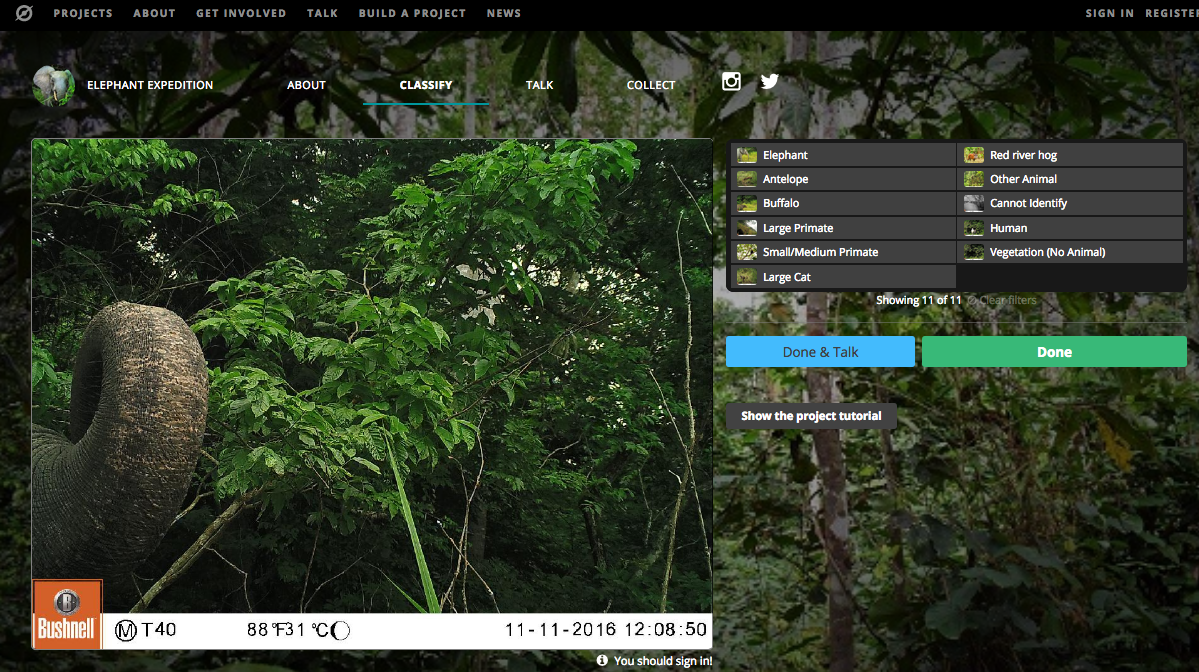 PROJECTS ABOUT GET INVOLVED TALK BUILD A PROJECT NEWS SIGN IN REGISTER
ELEPHANT EXPEDITION ABOUT CLASSIFY TALK COLLECT
Elephant Red river hog
Antelope Other Animal
Buffalo Cannot Identify
Large Primate Human
Small/Medium Primate Vegetation (No Animal)
Large Cat
Showing 11 of 11 Clear filters
Done & Talk Done
Show the project tutorial
B
Bushnell M T40 88°F31°C 11-11-2016 12:08:50
You should sign in!